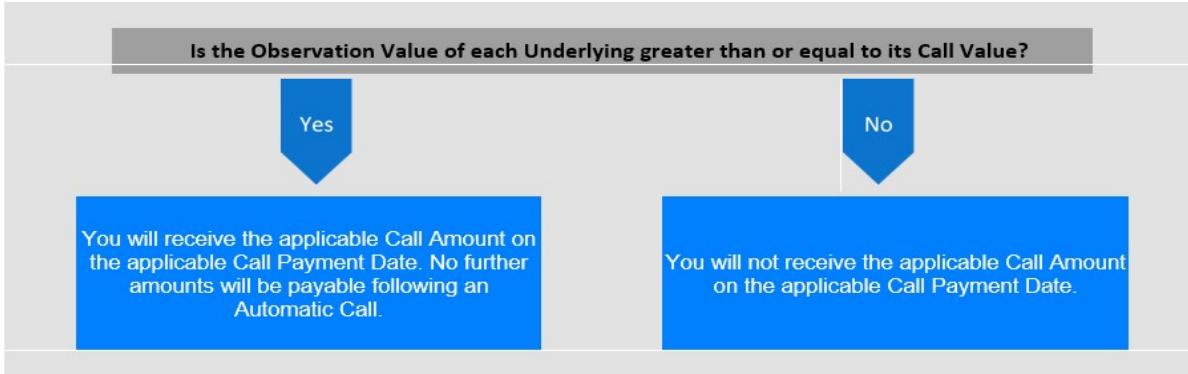 Is the Observation Value of each Underlying greater than or equal to its Call Value?
Yes
No
You will receive the applicable Call Amount on
the applicable Call Payment Date. No further
amounts will be payable following an
Automatic Call.
You will not receive the applicable Call Amount
on the applicable Call Payment Date.